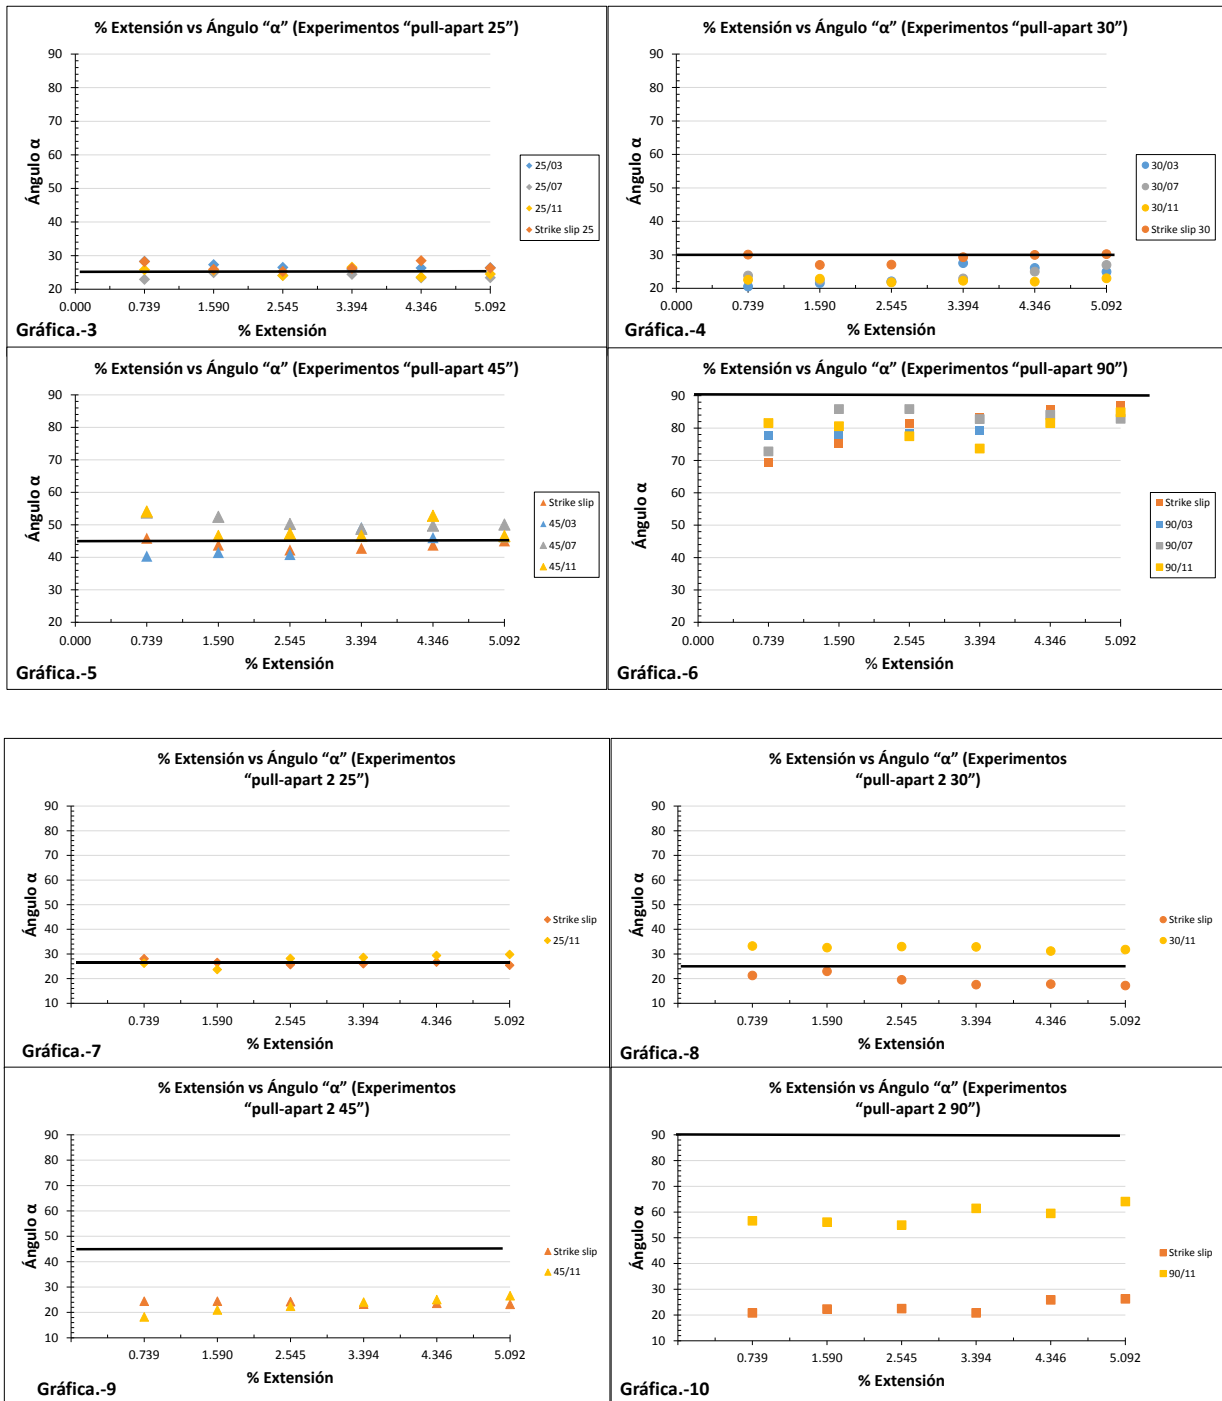 % Extensión vs Ángulo “α” (Experimentos “pull-apart 25”)
90
80
70
60
50
40
30
20
Ángulo α
0.000 0.739 1.590 2.545 3.394 4.346 5.092
% Extensión
25/03
25/07
25/11
Strike slip 25
Gráfica.-3
% Extensión vs Ángulo “α” (Experimentos “pull-apart 30”)
90
80
70
60
50
40
30
20
Ángulo α
0.000 0.739 1.590 2.545 3.394 4.346 5.092
% Extensión
30/03
30/07
30/11
Strike slip 30
Gráfica.-4
% Extensión vs Ángulo “α” (Experimentos “pull-apart 45”)
90
80
70
60
50
40
30
20
Ángulo α
0.000 0.739 1.590 2.545 3.394 4.346 5.092
% Extensión
Strike slip
45/03
45/07
45/11
Gráfica.-5
% Extensión vs Ángulo “α” (Experimentos “pull-apart 90”)
90
80
70
60
50
40
30
20
Ángulo α
0.000 0.739 1.590 2.545 3.394 4.346 5.092
% Extensión
Strike slip
90/03
90/07
90/11
Gráfica.-6
% Extensión vs Ángulo “α” (Experimentos
“pull-apart 2 25”)
90
80
70
60
50
40
30
20
10
Ángulo α
0.739 1.590 2.545 3.394 4.346 5.092
% Extensión
Strike slip
25/11
Gráfica.-7
% Extensión vs Ángulo “α” (Experimentos
“pull-apart 2 30”)
90
80
70
60
50
40
30
20
10
Ángulo α
0.739 1.590 2.545 3.394 4.346 5.092
% Extensión
Strike slip
30/11
Gráfica.-8
% Extensión vs Ángulo “α” (Experimentos
“pull-apart 2 45”)
90
80
70
60
50
40
30
20
10
Ángulo α
0.739 1.590 2.545 3.394 4.346 5.092
% Extensión
Strike slip
45/11
Gráfica.-9
% Extensión vs Ángulo “α” (Experimentos
“pull-apart 2 90”)
90
80
70
60
50
40
30
20
10
Ángulo α
0.739 1.590 2.545 3.394 4.346 5.092
% Extensión
Strike slip
90/11
Gráfica.-10